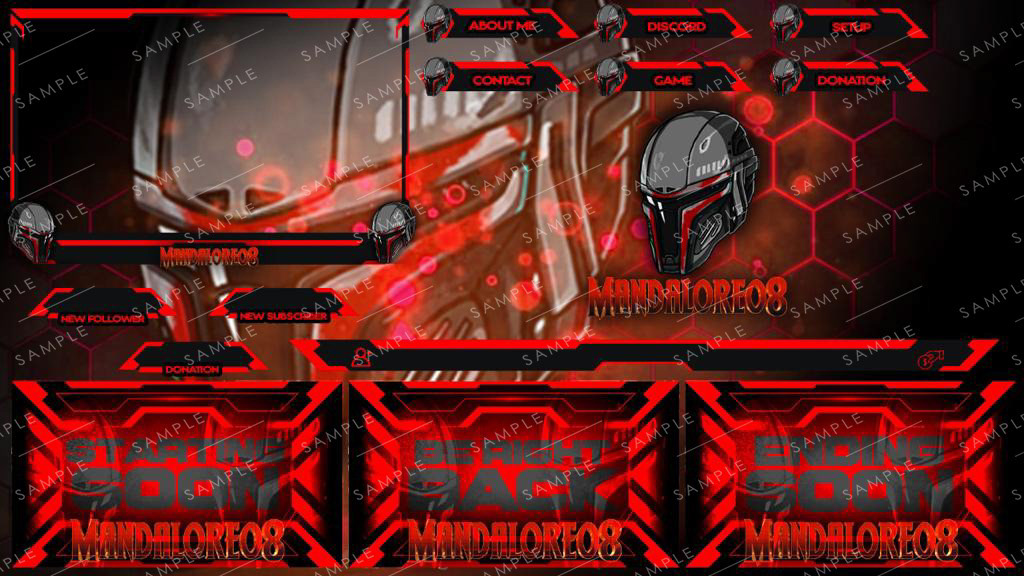 ABOUT ME
DISCORD
SETUP
CONTACT
GAME
DONATION
MANDALORE08
MANDALORE08
NEW FOLLOWER
NEW SUBSCRIBER
DONATION
STARTING
SOON
MANDALORE08
BE RIGHT
BACK
MANDALORE08
ENDING
SOON
MANDALORE08
SAMPLE